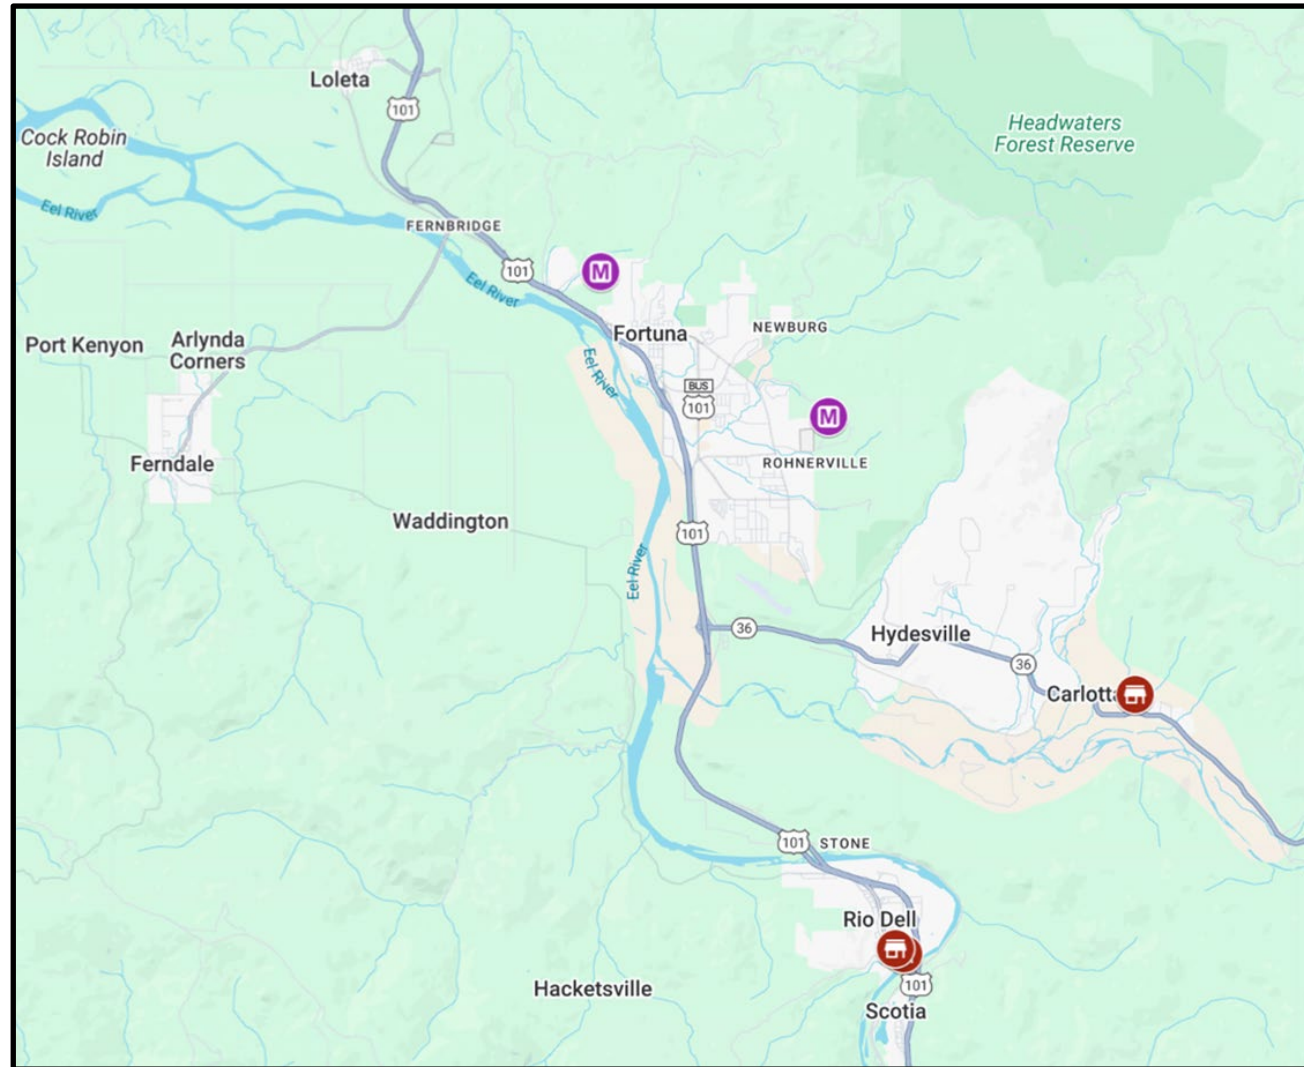 Loleta
101
Cock Robin
Island
Headwaters
Forest Reserve
Eel River
FERNBRIDGE
101
M
Eel River
Fortuna
NEWBURG
Port Kenyon
Arlynda
Corners
Eel River
BUS
101
M
Ferndale
ROHNERVILLE
Waddington
101
Eel River
36
Hydesville
36
Carlotta
101
STONE
Rio Dell
Hacketsville
101
Scotia